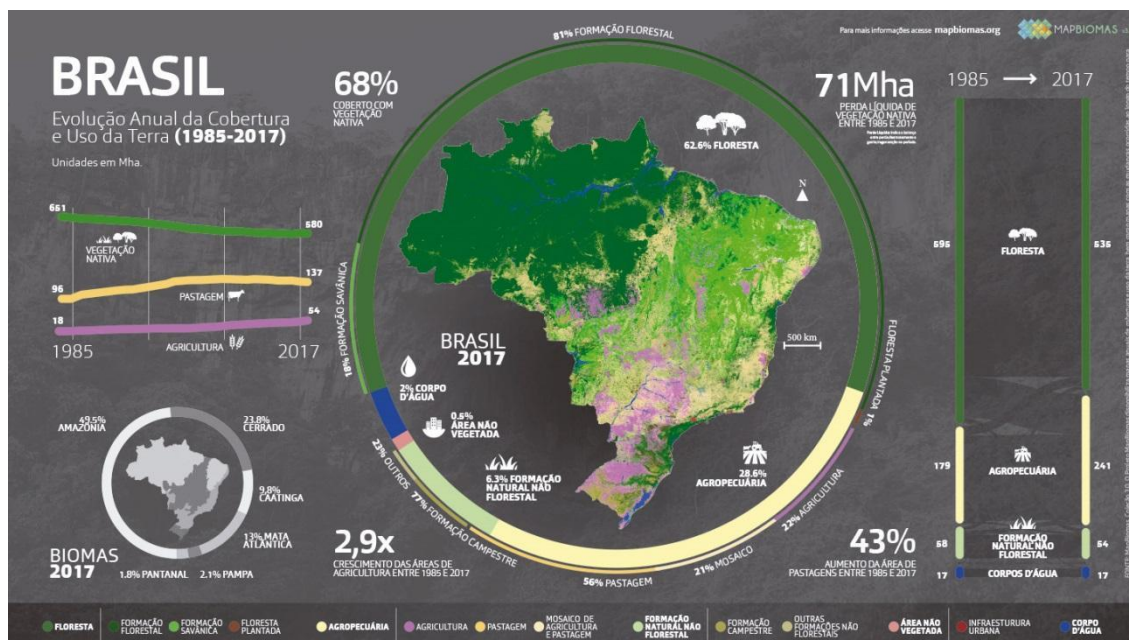 Para mais informações acesse mapbiomas.org
MAPBIOMAS
BRASIL
Evolução Anual da Cobertura
e Uso da Terra (1985-2017)
Unidades em Mha.
651
580
VEGETAÇÃO
NATIVA
137
96
PASTAGEM
54
18
AGRICULTURA
1985
2017
49.5%
AMAZÔNIA
23.8%
CERRADO
9.8%
CAATINGA
13% MATA
ATLÂNTICA
2.1% PAMPA
1.8% PANTANAL
BIOMAS
2017
68%
COBERTO COM
VEGETAÇÃO
NATIVA
81% FORMAÇÃO FLORESTAL
62.6% FLORESTA
N
71Mha
PERDA LÍQUIDA DE
VEGETAÇÃO NATIVA
ENTRE 1985 E 2017
18% FORMAÇÃO SAVÂNICA
BRASIL
2017
500 km
FLORESTA PLANTADA 1%
2% CORPO
D'ÁGUA
0.5%
ÁREA NÃO
VEGETADA
6.3% FORMAÇÃO
NATURAL NÃO
FLORESTAL
28.6%
AGROPECUÁRIA
23% OUTROS
77% FORMAÇÃO CAMPESTRE
56% PASTAGEM
21% MOSAICO
22% AGRICULTURA
2,9x
CRESCIMENTO DAS ÁREAS DE
AGRICULTURA ENTRE 1985 E 2017
43%
AUMENTO DA ÁREA DE
PASTAGENS ENTRE 1985 E 2017
1985 → 2017
595
FLORESTA
535
179
AGROPECUÁRIA
241
58
FORMAÇÃO
NATURAL NÃO
FLORESTAL
54
17
CORPOS D'ÁGUA
17
FLORESTA
FORMAÇÃO
FLORESTAL
FORMAÇÃO
SAVÂNICA
FLORESTA
PLANTADA
AGROPECUÁRIA
AGRICULTURA
PASTAGEM
MOSAICO DE
AGRICULTURA
E PASTAGEM
FORMAÇÃO
NATURAL NÃO
FLORESTAL
FORMAÇÃO
CAMPESTRE
OUTRAS
FORMAÇÕES NÃO
FLORESTAIS
ÁREA NÃO
VEGETADA
INFRAESTRUTURA
URBANA
CORPO
D'ÁGUA